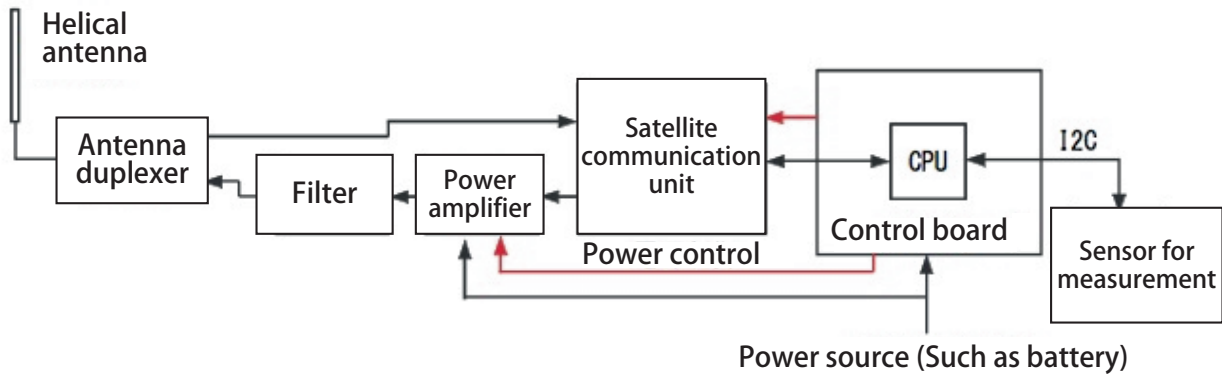 Helical
antenna
Antenna
duplexer
Filter
Power
amplifier
Satellite
communication
unit
Power control
CPU
Control board
I2C
Sensor for
measurement
Power source (Such as battery)